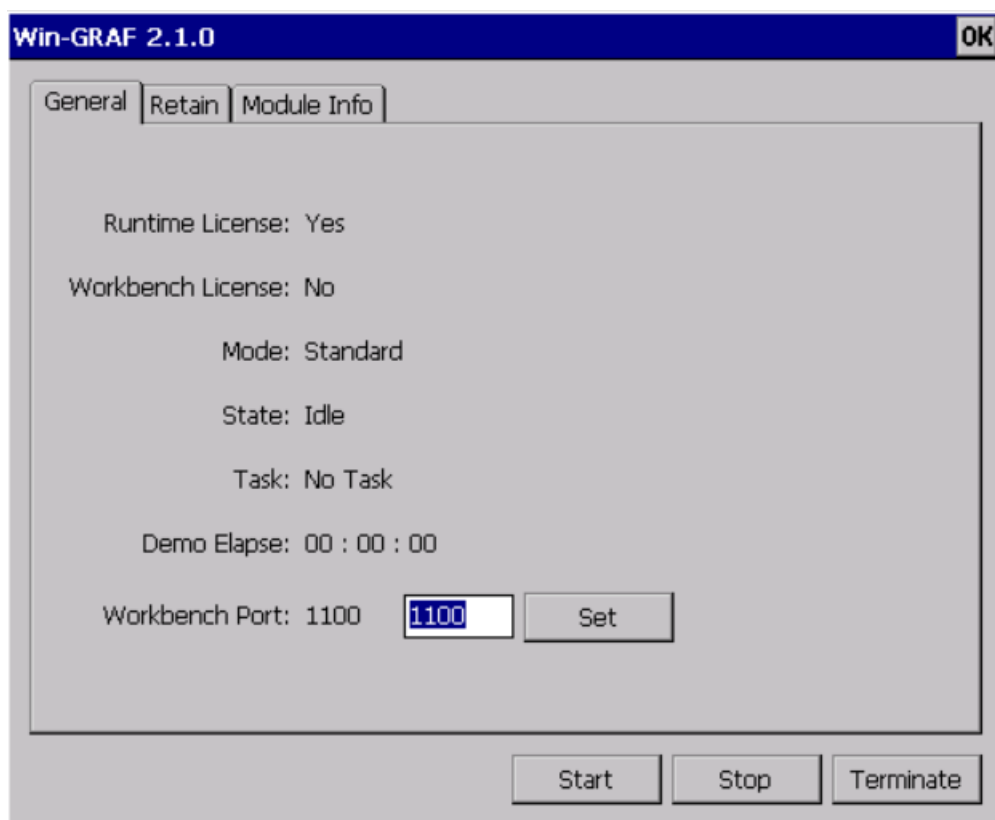 Win-GRAF 2.1.0 OK
General Retain Module Info
Runtime License: Yes
Workbench License: No
Mode: Standard
State: Idle
Task: No Task
Demo Elapse: 00 : 00 : 00
Workbench Port: 1100 1100 Set
Start Stop Terminate